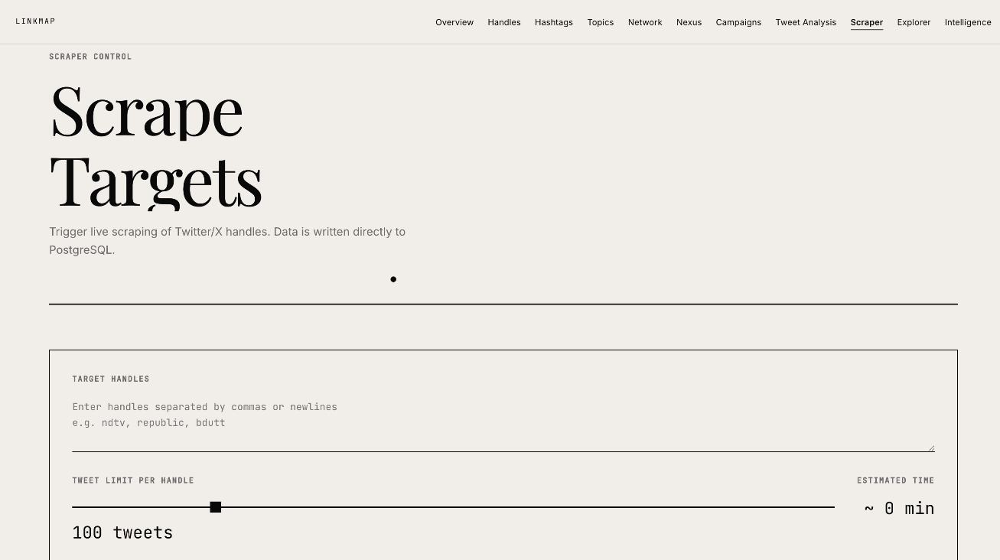 LINKMAP
Overview Handles Hashtags Topics Network Nexus Campaigns Tweet Analysis Scraper Explorer Intelligence
SCRAPER CONTROL
Scrape
Targets
Trigger live scraping of Twitter/X handles. Data is written directly to
PostgreSQL.
TARGET HANDLES
Enter handles separated by commas or newlines
e.g. ndtv, republic, bdutt
TWEET LIMIT PER HANDLE
ESTIMATED TIME
~ 0 min
100 tweets